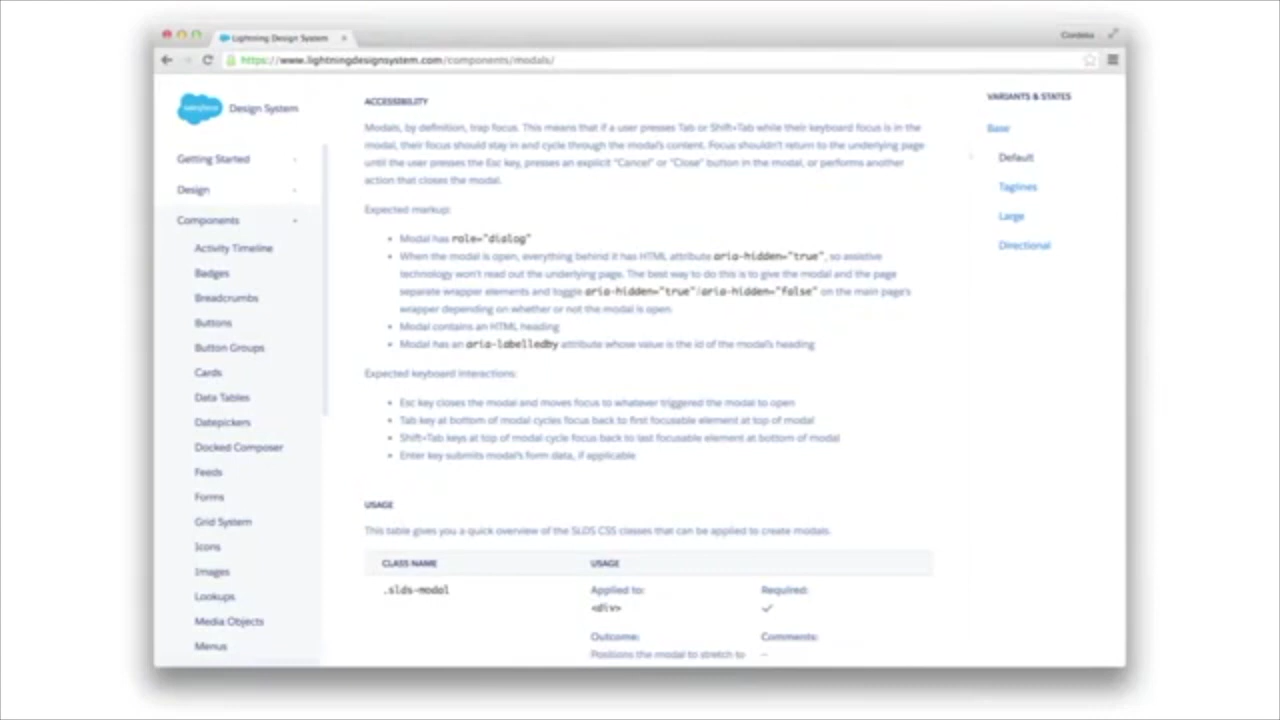 Lightning Design System
Cordelia
https://www.lightningdesignsystem.com/components/modals/
salesforce
Design System
Getting Started
Design
Components
Activity Timeline
Badges
Breadcrumbs
Buttons
Button Groups
Cards
Data Tables
Datepickers
Docked Composer
Feeds
Forms
Grid System
Icons
Images
Lookups
Media Objects
Menus
ACCESSIBILITY
Modals, by definition, trap focus. This means that if a user presses Tab or Shift+Tab while their keyboard focus is in the
modal, their focus should stay in and cycle through the modal's content. Focus shouldn't return to the underlying page
until the user presses the Esc key, presses an explicit "Cancel" or "Close" button in the modal, or performs another
action that closes the modal.
Expected markup:
• Modal has role="dialog"
• When the modal is open, everything behind it has HTML attribute aria-hidden="true", so assistive
technology won't read out the underlying page. The best way to do this is to give the modal and the page
separate wrapper elements and toggle aria-hidden="true"/aria-hidden="false" on the main page's
wrapper depending on whether or not the modal is open.
• Modal contains an HTML heading
• Modal has an aria-labelledby attribute whose value is the id of the modal's heading
Expected keyboard interactions:
• Esc key closes the modal and moves focus to whatever triggered the modal to open
• Tab key at bottom of modal cycles focus back to first focusable element at top of modal
• Shift+Tab keys at top of modal cycle focus back to last focusable element at bottom of modal
• Enter key submits modal's form data, if applicable
USAGE
This table gives you a quick overview of the SLDS CSS classes that can be applied to create modals.
CLASS NAME USAGE
.slds-modal Applied to: Required:
<div> ✓
Outcome: Comments:
Positions the modal to stretch to –
VARIANTS & STATES
Base
Default
Taglines
Large
Directional